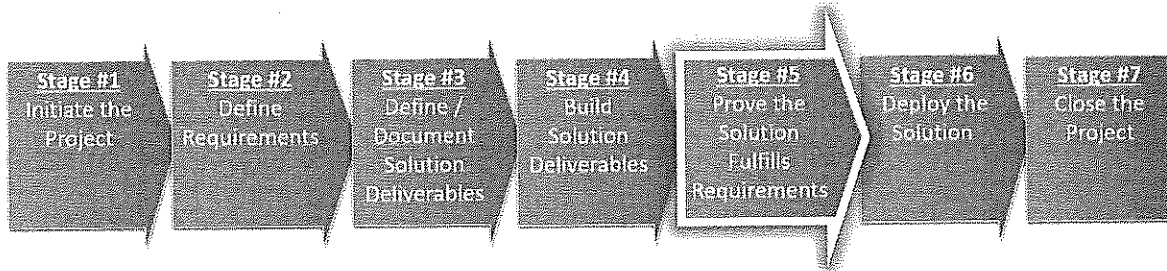 Stage #1
Initiate the
Project
Stage #2
Define
Requirements
Stage #3
Define /
Document
Solution
Deliverables
Stage #4
Build
Solution
Deliverables
Stage #5
Prove the
Solution
Fulfills
Requirements
Stage #6
Deploy the
Solution
Stage #7
Close the
Project